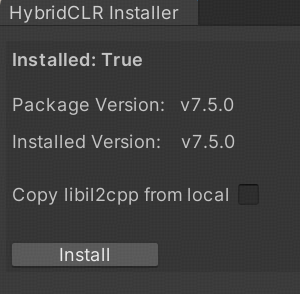 HybridCLR Installer
Installed: True
Package Version: v7.5.0
Installed Version: v7.5.0
Copy libil2cpp from local
Install